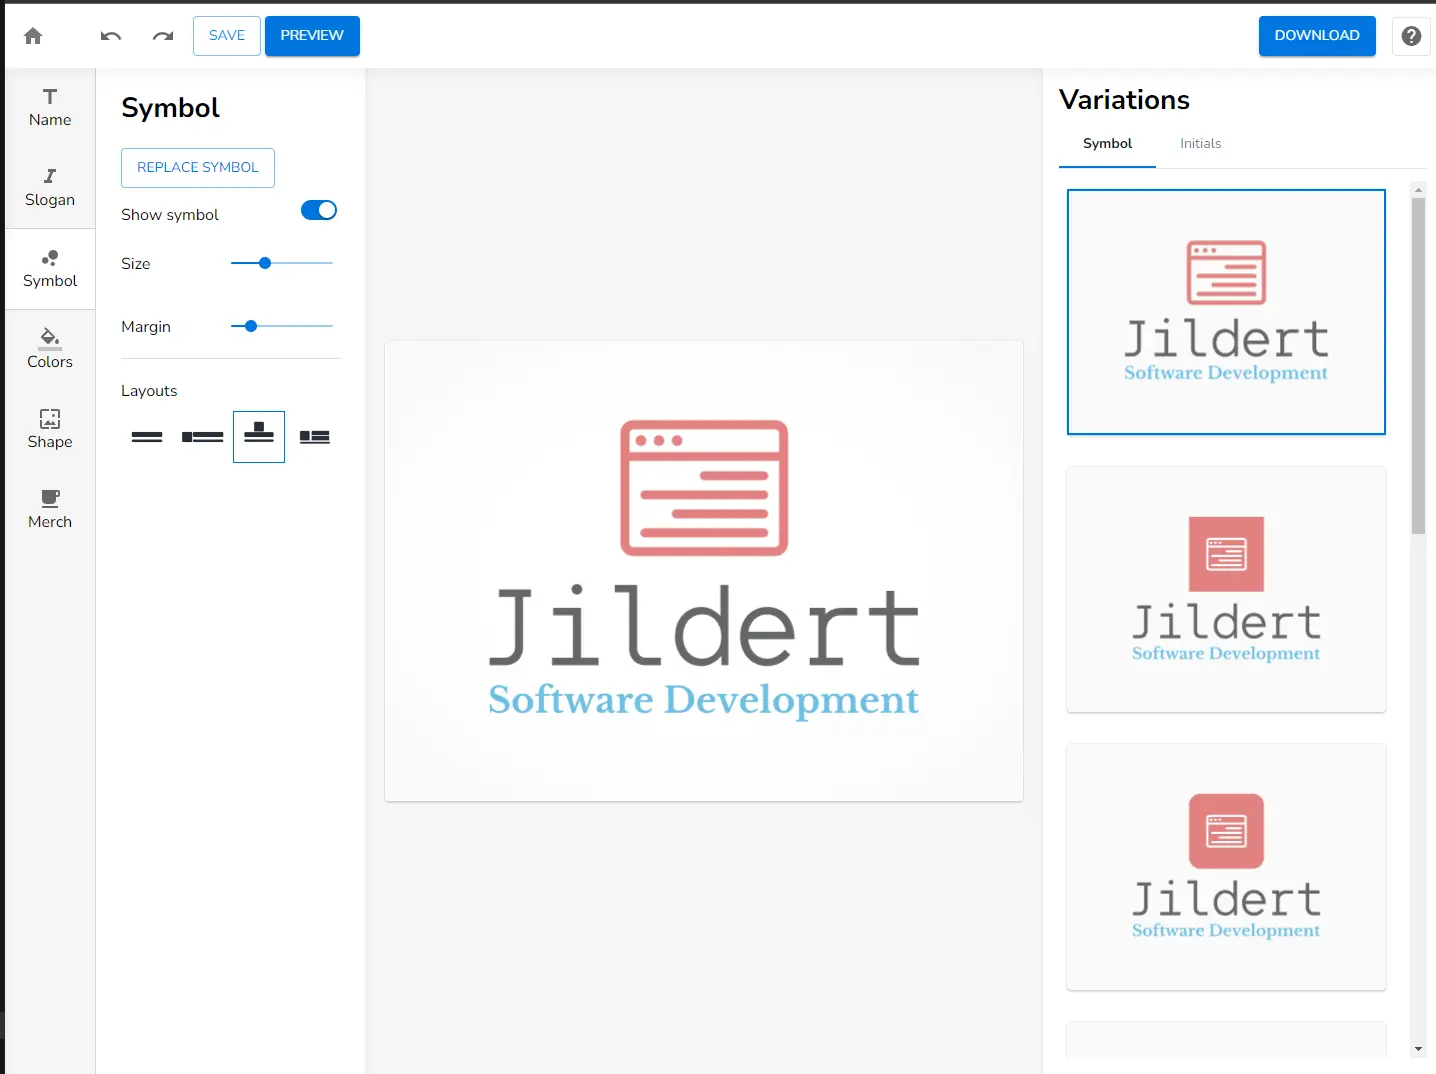 SAVE
PREVIEW
DOWNLOAD
Name
Slogan
Symbol
Colors
Shape
Merch
Symbol
REPLACE SYMBOL
Show symbol
Size
Margin
Layouts
Jildert
Software Development
Variations
Symbol
Initials
Jildert
Software Development
Jildert
Software Development
Jildert
Software Development